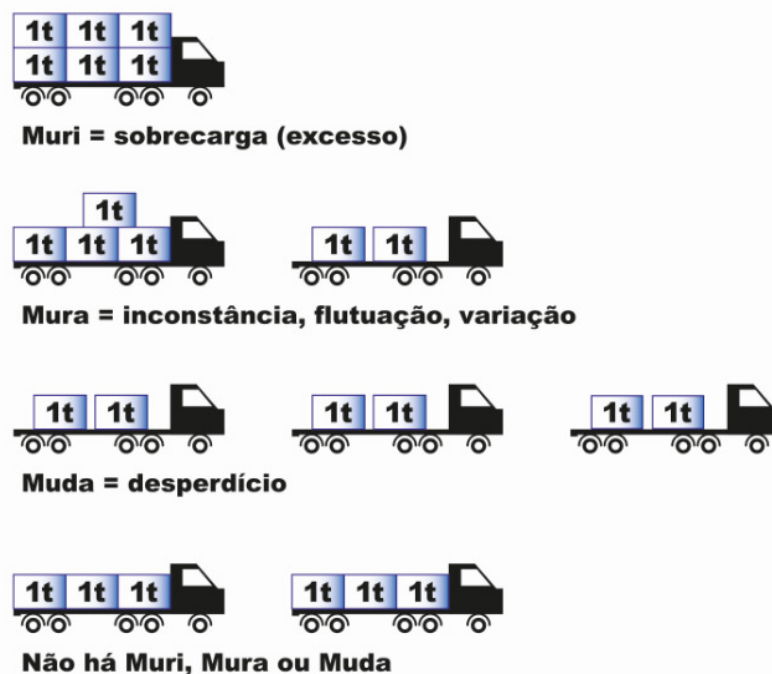 1t 1t 1t
1t 1t 1t
Muri = sobrecarga (excesso)
1t
1t 1t 1t 1t 1t
Mura = inconstância, flutuação, variação
1t 1t 1t 1t 1t 1t
Muda = desperdício
1t 1t 1t 1t 1t 1t
Não há Muri, Mura ou Muda